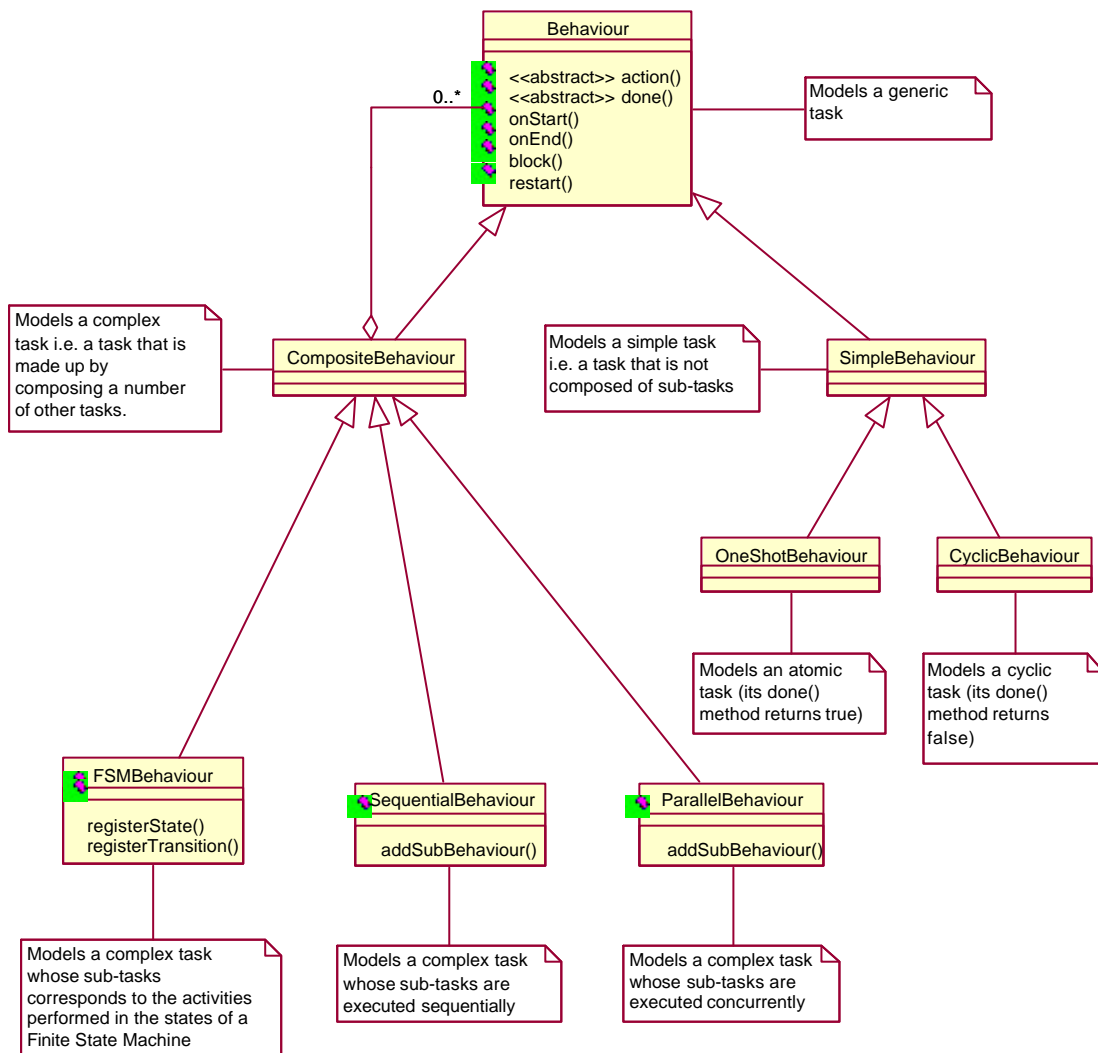 Behaviour
<<abstract>> action()
<<abstract>> done()
onStart()
onEnd()
block()
restart()
0..*
Models a generic
task
Models a complex
task i.e. a task that is
made up by
composing a number
of other tasks.
CompositeBehaviour
Models a simple task
i.e. a task that is not
composed of sub-tasks
SimpleBehaviour
OneShotBehaviour
CyclicBehaviour
Models an atomic
task (its done()
method returns true)
Models a cyclic
task (its done()
method returns
false)
FSMBehaviour
registerState()
registerTransition()
SequentialBehaviour
addSubBehaviour()
ParallelBehaviour
addSubBehaviour()
Models a complex task
whose sub-tasks
corresponds to the activities
performed in the states of a
Finite State Machine
Models a complex task
whose sub-tasks are
executed sequentially
Models a complex task
whose sub-tasks are
executed concurrently